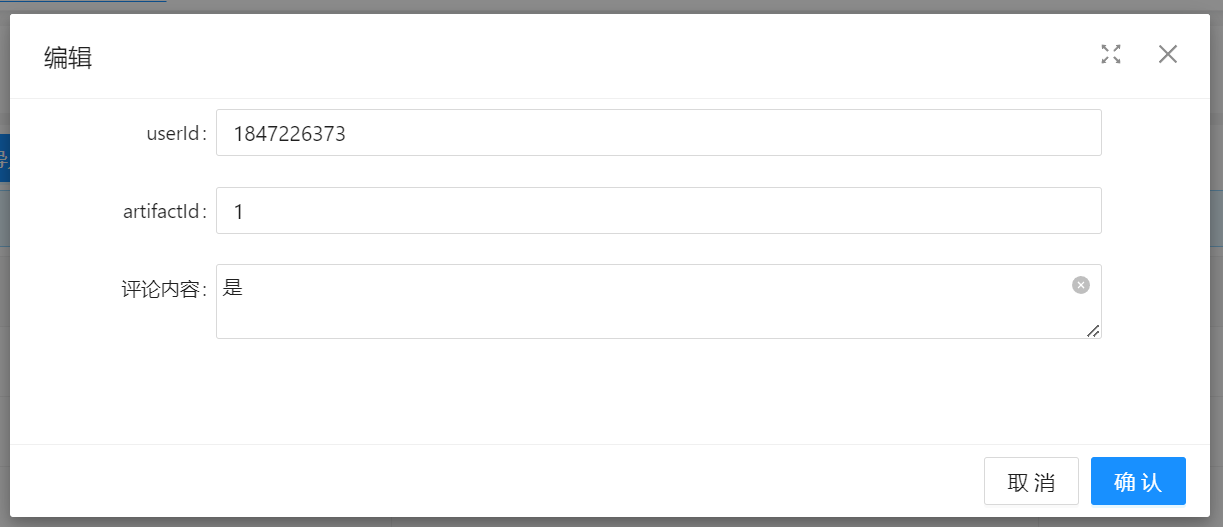 编辑
userId:
1847226373
artifactId:
1
评论内容:
是
取 消
确 认